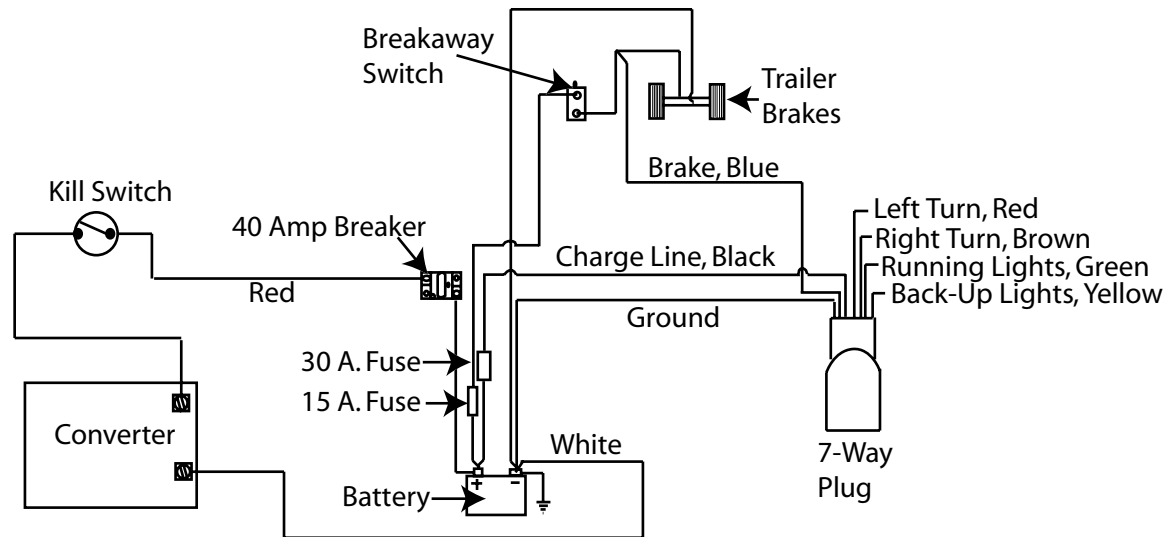 Breakaway
Switch
Trailer
Brakes
Brake, Blue
Kill Switch
40 Amp Breaker
Left Turn, Red
Right Turn, Brown
Charge Line, Black
Running Lights, Green
Back-Up Lights, Yellow
Red
Ground
30 A. Fuse
15 A. Fuse
Converter
White
7-Way
Plug
+
−
Battery